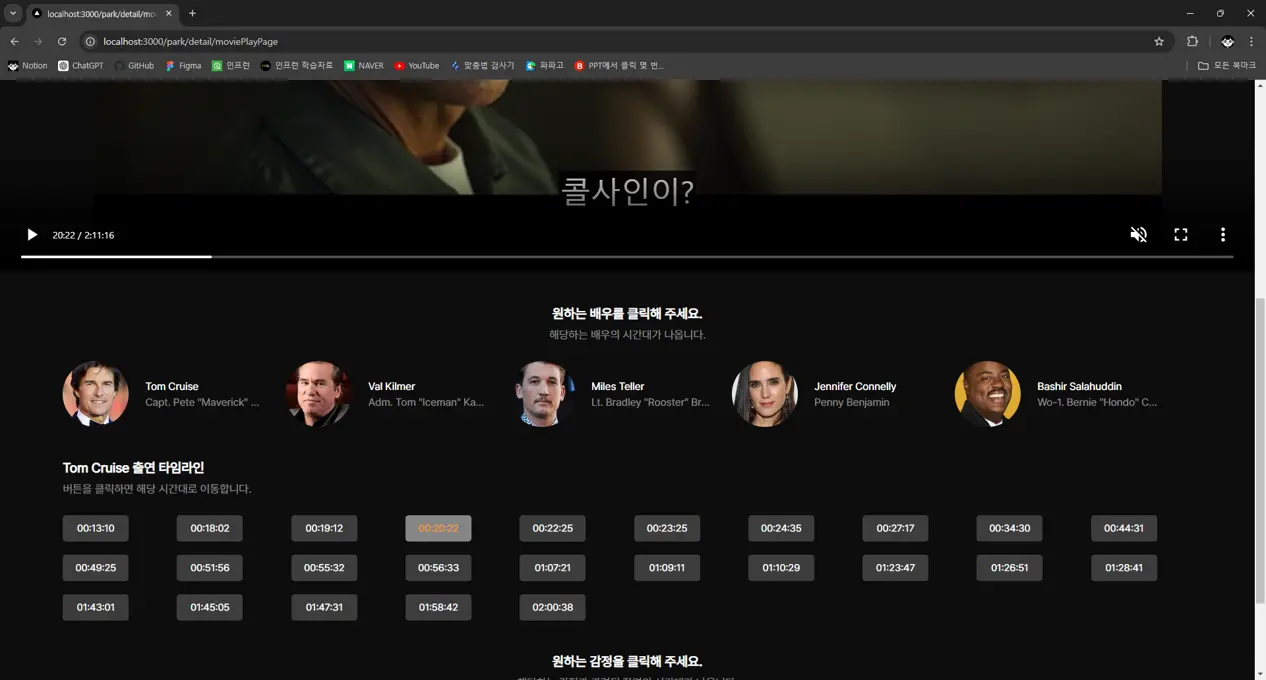 localhost:3000/park/detail/mo
localhost:3000/park/detail/moviePlayPage
Notion ChatGPT GitHub Figma 인프런 인프런 학습자료 NAVER YouTube 맞춤법 검사기 파파고 PPT에서 클릭 몇 번... 모든 북마크
콜사인이?
20:22 / 2:11:16
원하는 배우를 클릭해 주세요.
해당하는 배우의 시간대가 나옵니다.
Tom Cruise
Capt. Pete "Maverick" ...
Val Kilmer
Adm. Tom "Iceman" Ka...
Miles Teller
Lt. Bradley "Rooster" Br...
Jennifer Connelly
Penny Benjamin
Bashir Salahuddin
Wo-1. Bernie "Hondo" C...
Tom Cruise 출연 타임라인
버튼을 클릭하면 해당 시간대로 이동합니다.
00:13:10 00:18:02 00:19:12 00:20:22 00:22:25 00:23:25 00:24:35 00:27:17 00:34:30 00:44:31
00:49:25 00:51:56 00:55:32 00:56:33 01:07:21 01:09:11 01:10:29 01:23:47 01:26:51 01:28:41
01:43:01 01:45:05 01:47:31 01:58:42 02:00:38
원하는 감정을 클릭해 주세요.